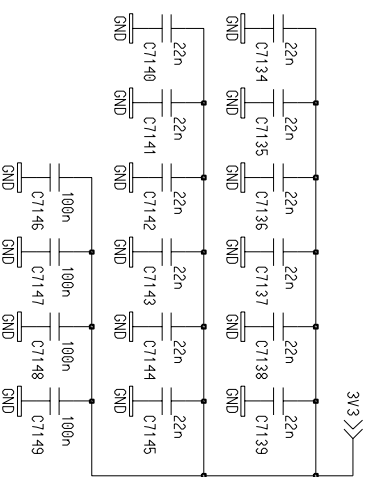 3V3
22n
C7134
GND
22n
C7135
GND
22n
C7136
GND
22n
C7137
GND
22n
C7138
GND
22n
C7139
GND
22n
C7140
GND
22n
C7141
GND
22n
C7142
GND
22n
C7143
GND
22n
C7144
GND
22n
C7145
GND
100n
C7146
GND
100n
C7147
GND
100n
C7148
GND
100n
C7149
GND